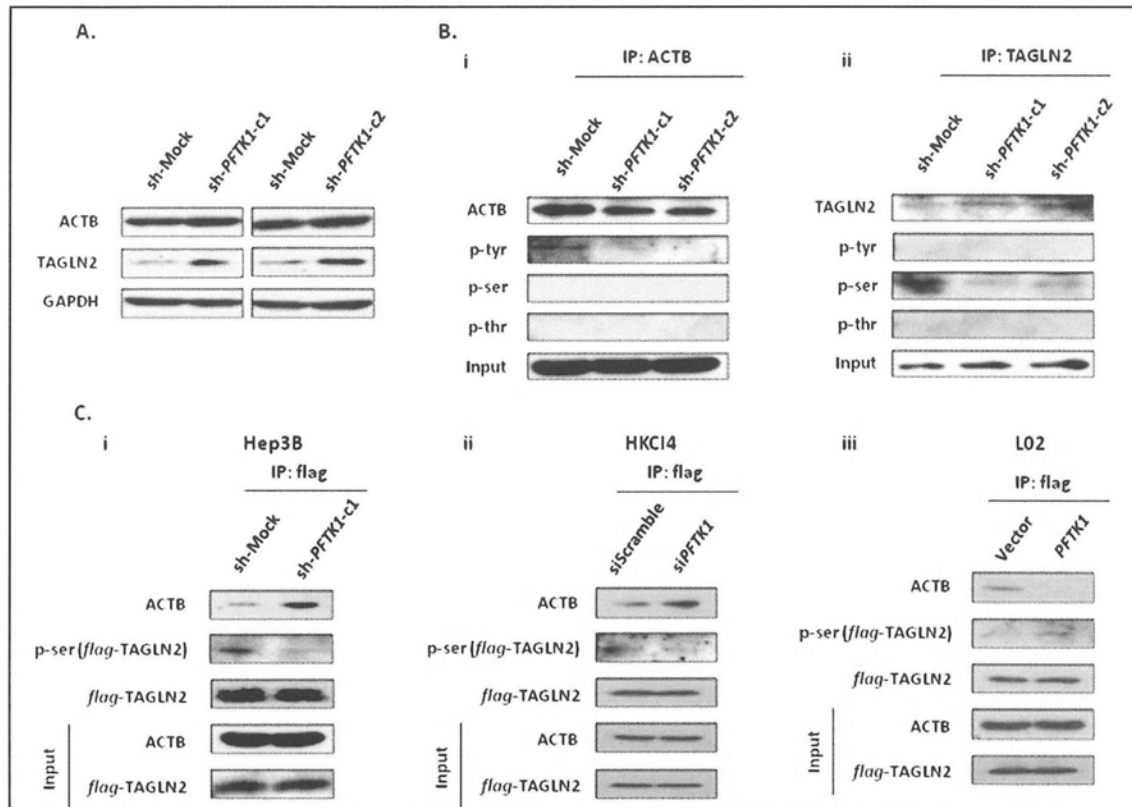 A.
sh-Mock
sh-PFTK1-c1
sh-Mock
sh-PFTK1-c2
ACTB
TAGLN2
GAPDH
B.
i
IP: ACTB
sh-Mock
sh-PFTK1-c1
sh-PFTK1-c2
ACTB
p-tyr
p-ser
p-thr
Input
ii
IP: TAGLN2
sh-Mock
sh-PFTK1-c1
sh-PFTK1-c2
TAGLN2
p-tyr
p-ser
p-thr
Input
C.
i
Hep3B
IP: flag
sh-Mock
sh-PFTK1-c1
ACTB
p-ser (flag-TAGLN2)
flag-TAGLN2
Input
ACTB
flag-TAGLN2
ii
HKCI4
IP: flag
siScramble
siPFTK1
ACTB
p-ser (flag-TAGLN2)
flag-TAGLN2
Input
ACTB
flag-TAGLN2
iii
L02
IP: flag
Vector
PFTK1
ACTB
p-ser (flag-TAGLN2)
flag-TAGLN2
Input
ACTB
flag-TAGLN2